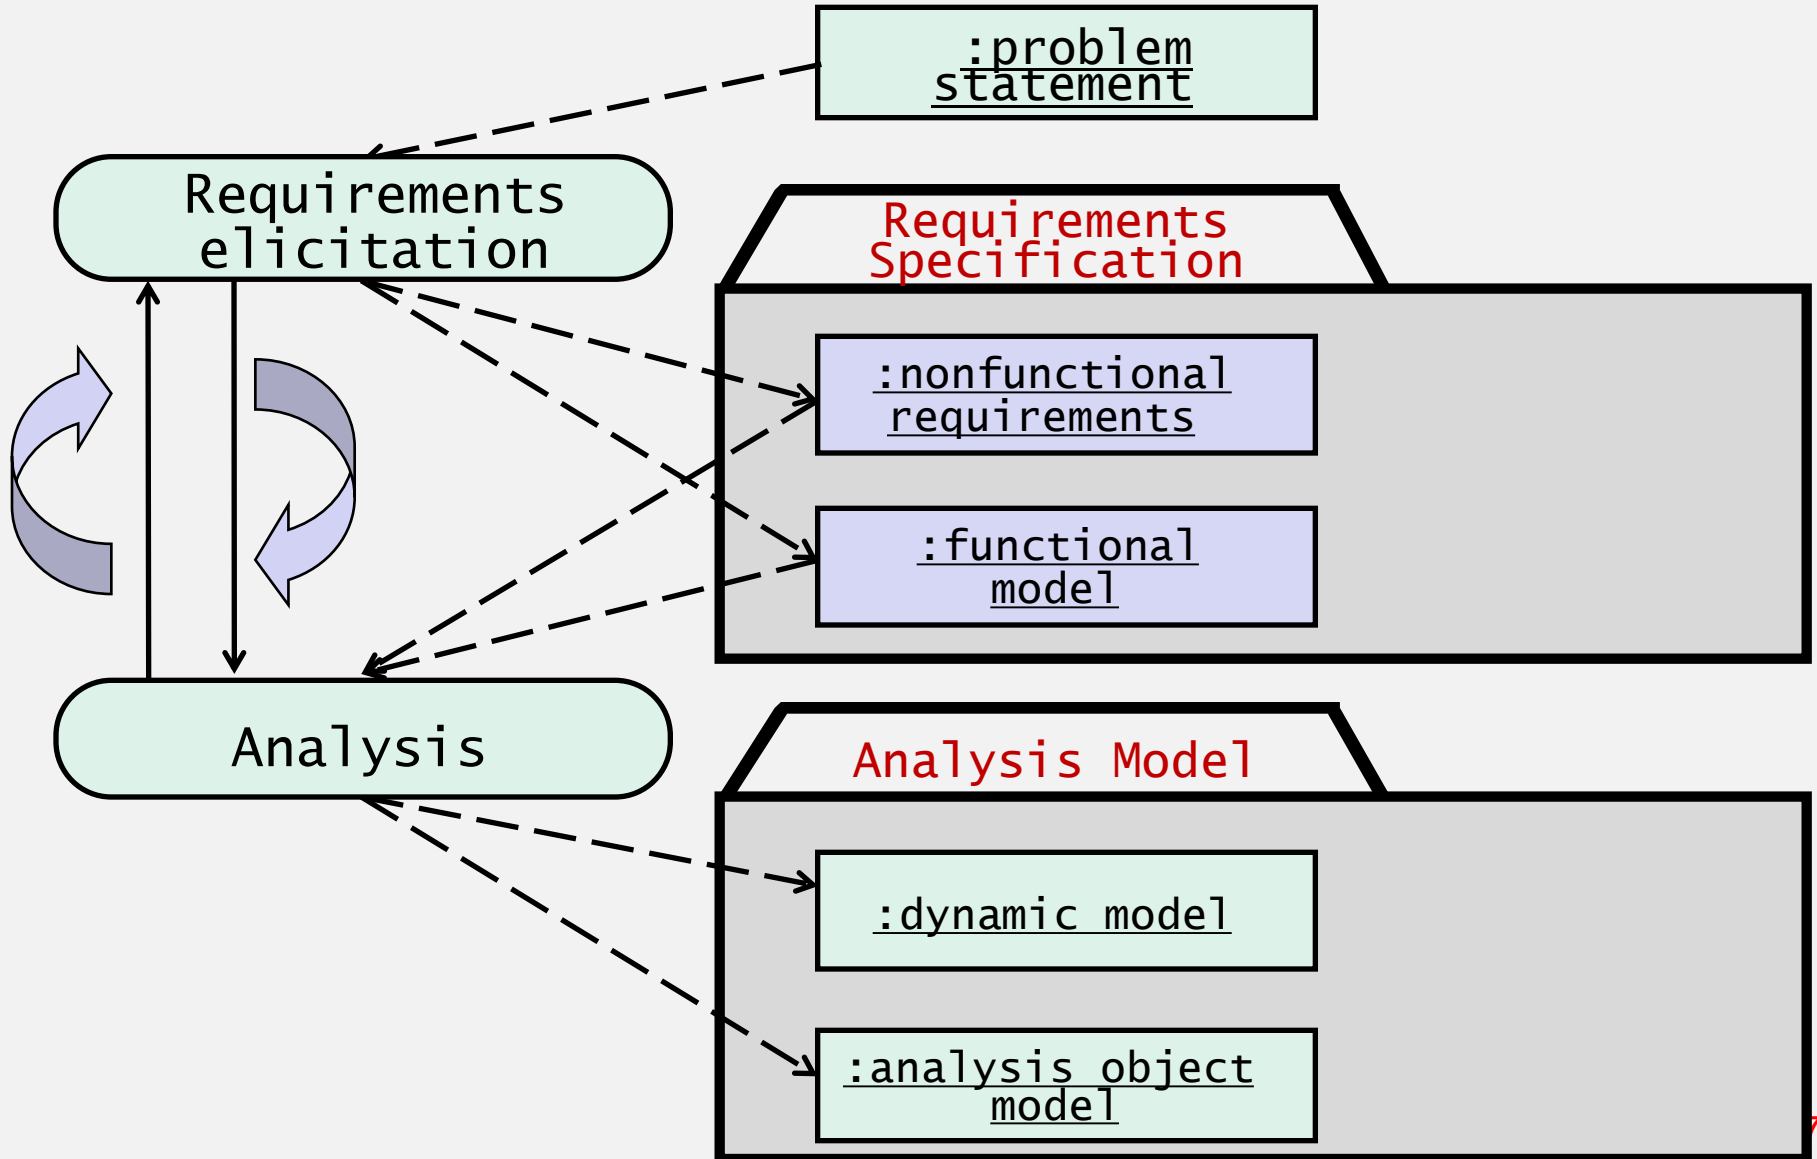 :problem
statement
Requirements
elicitation
Requirements
Specification
:nonfunctional
requirements
:functional
model
Analysis
Analysis Model
:dynamic model
:analysis object
model